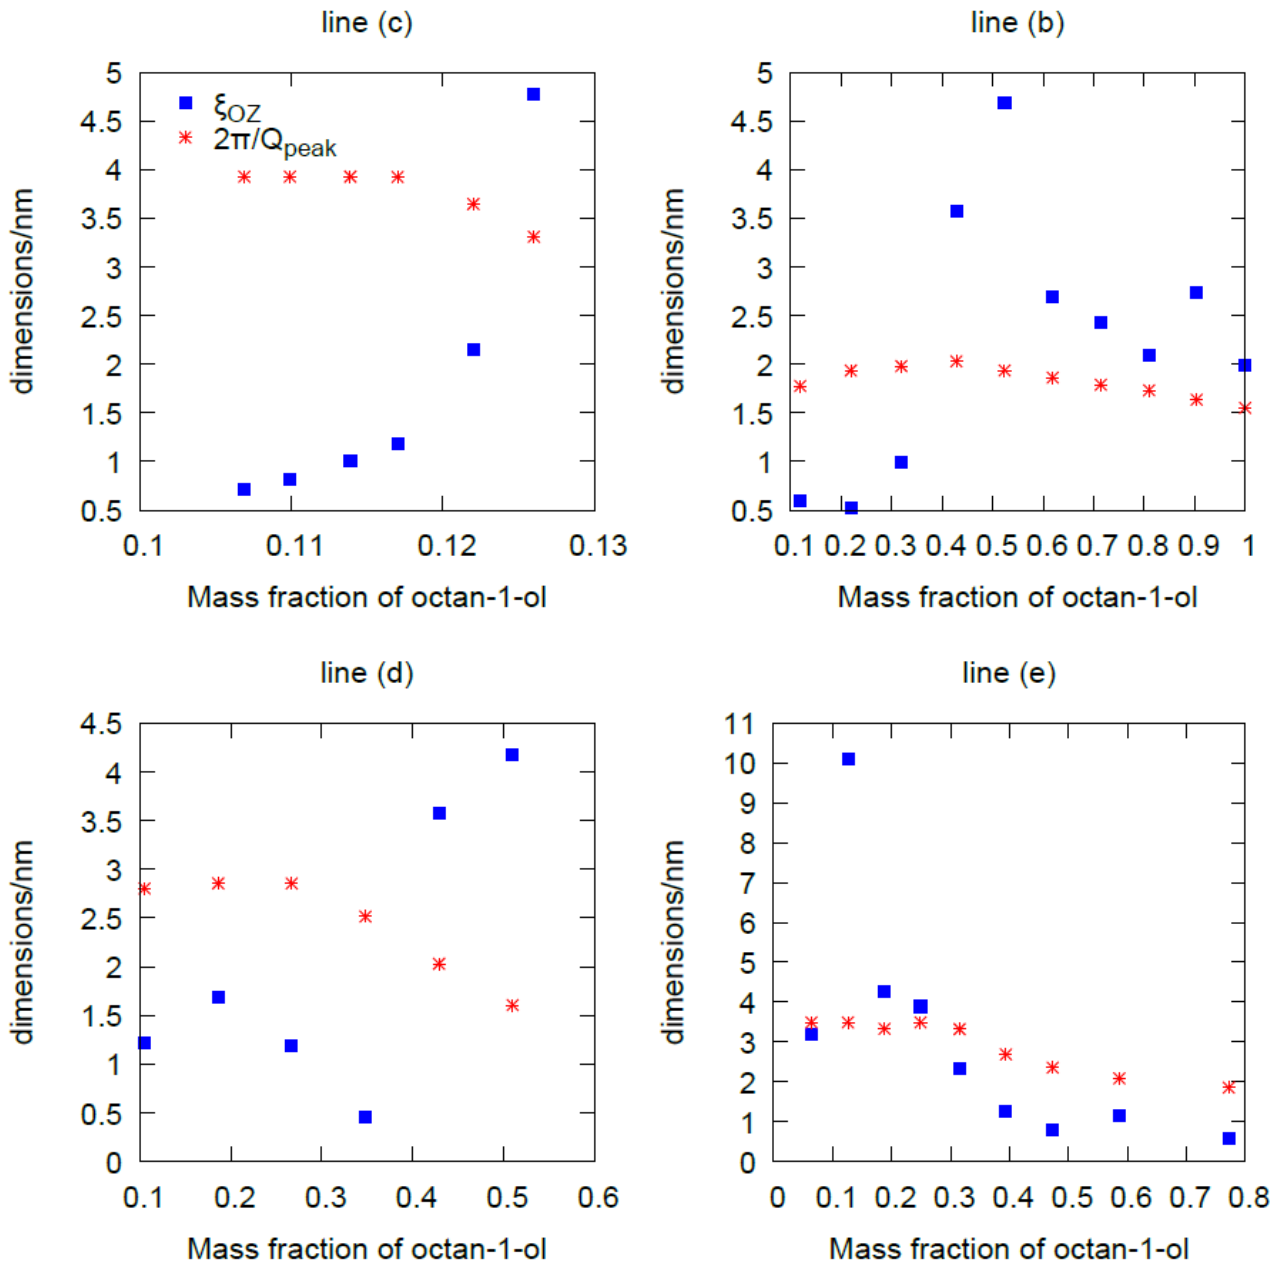 line (c)
dimensions/nm
5
4.5
4
3.5
3
2.5
2
1.5
1
0.5
ξOZ
2π/Qpeak
0.1 0.11 0.12 0.13
Mass fraction of octan-1-ol
line (b)
dimensions/nm
5
4.5
4
3.5
3
2.5
2
1.5
1
0.5
0.1 0.2 0.3 0.4 0.5 0.6 0.7 0.8 0.9 1
Mass fraction of octan-1-ol
line (d)
dimensions/nm
4.5
4
3.5
3
2.5
2
1.5
1
0.5
0
0.1 0.2 0.3 0.4 0.5 0.6
Mass fraction of octan-1-ol
line (e)
dimensions/nm
11
10
9
8
7
6
5
4
3
2
1
0
0 0.1 0.2 0.3 0.4 0.5 0.6 0.7 0.8
Mass fraction of octan-1-ol